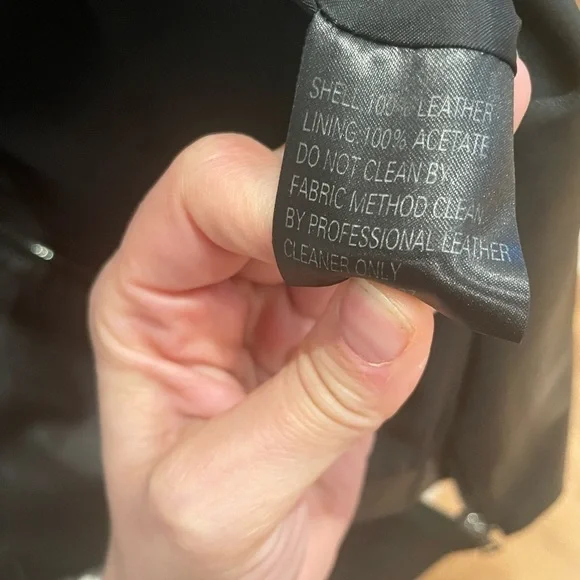 SHELL 100% LEATHER
LINING 100% ACETATE
DO NOT CLEAN BY
FABRIC METHOD CLEAN
BY PROFESSIONAL LEATHER
CLEANER ONLY